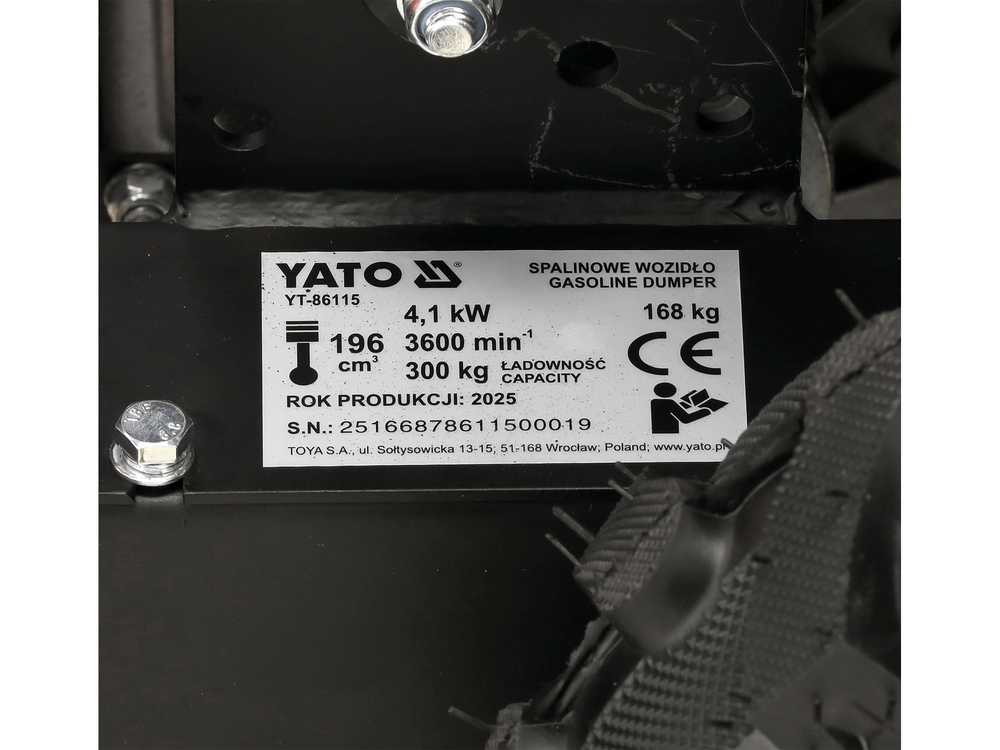 YATO ®
SPALINOWE WOZIDŁO
GASOLINE DUMPER
YT-86115
4,1 kW
168 kg
196 cm³
3600 min⁻¹
300 kg ŁADOWNOŚĆ
CAPACITY
CE
ROK PRODUKCJI: 2025
S.N.: 25166878611500019
TOYA S.A., ul. Sołtysowicka 13-15; 51-168 Wrocław; Poland; www.yato.pl